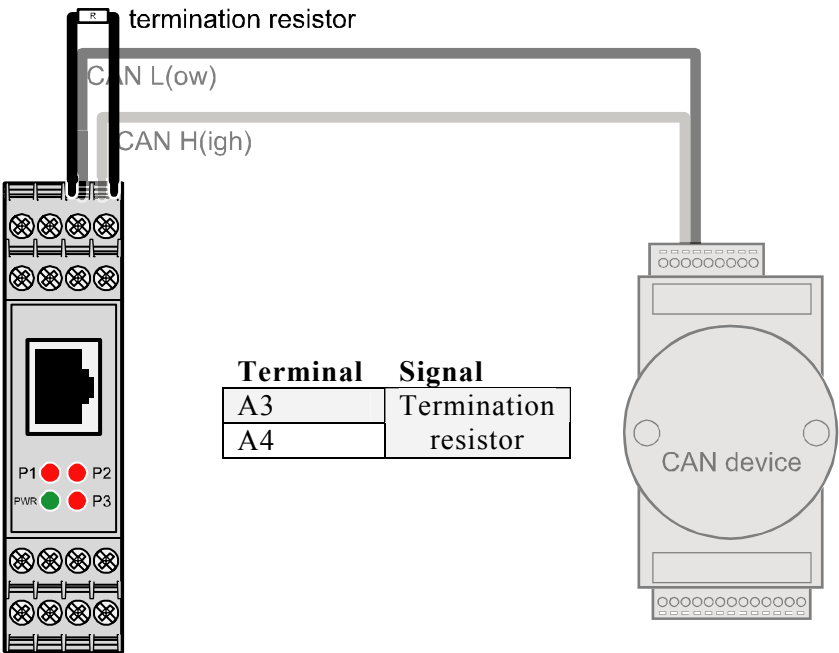 R
termination resistor
CAN L(ow)
CAN H(igh)
Terminal Signal
A3 Termination
A4 resistor
P1 P2
PWR P3
CAN device